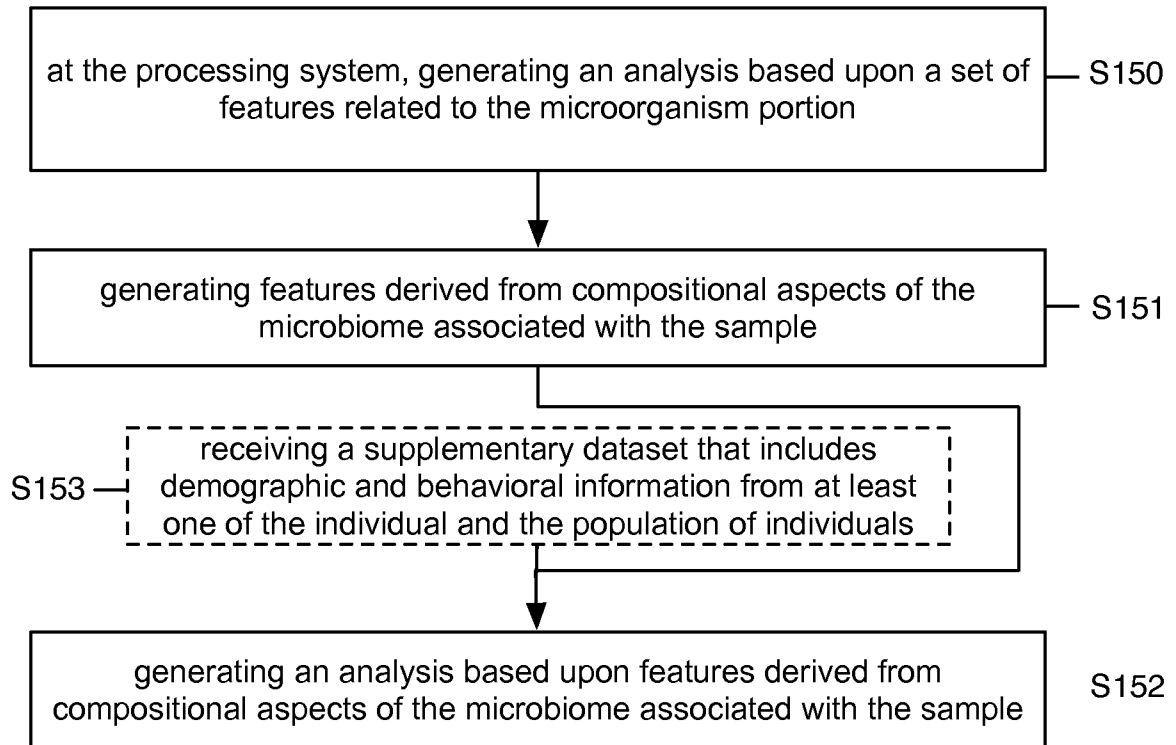 at the processing system, generating an analysis based upon a set of
features related to the microorganism portion
S150
generating features derived from compositional aspects of the
microbiome associated with the sample
S151
receiving a supplementary dataset that includes
demographic and behavioral information from at least
one of the individual and the population of individuals
S153
generating an analysis based upon features derived from
compositional aspects of the microbiome associated with the sample
S152